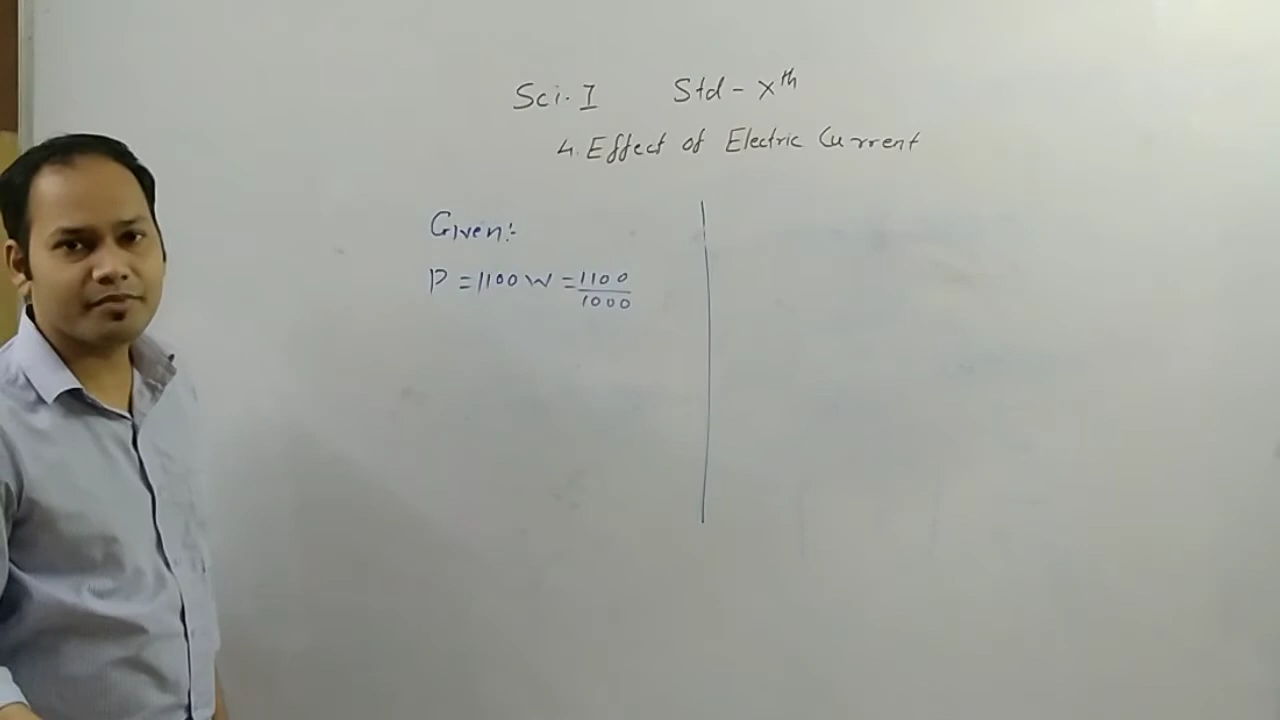 Sci. I Std - Xth
4. Effect of Electric Current
Given:-
P = 1100 W = 1100
1000